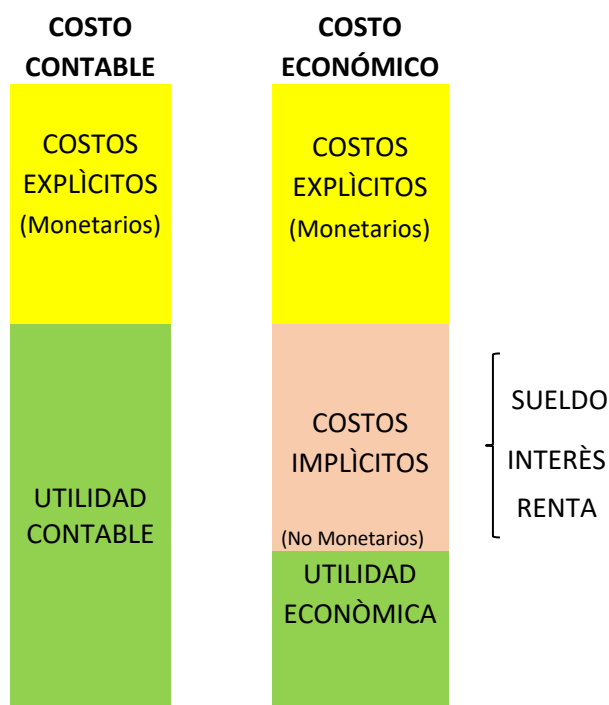 COSTO
CONTABLE
COSTOS
EXPLÌCITOS
(Monetarios)
UTILIDAD
CONTABLE
COSTO
ECONÓMICO
COSTOS
EXPLÌCITOS
(Monetarios)
COSTOS
IMPLÌCITOS
(No Monetarios)
UTILIDAD
ECONÒMICA
SUELDO
INTERÈS
RENTA